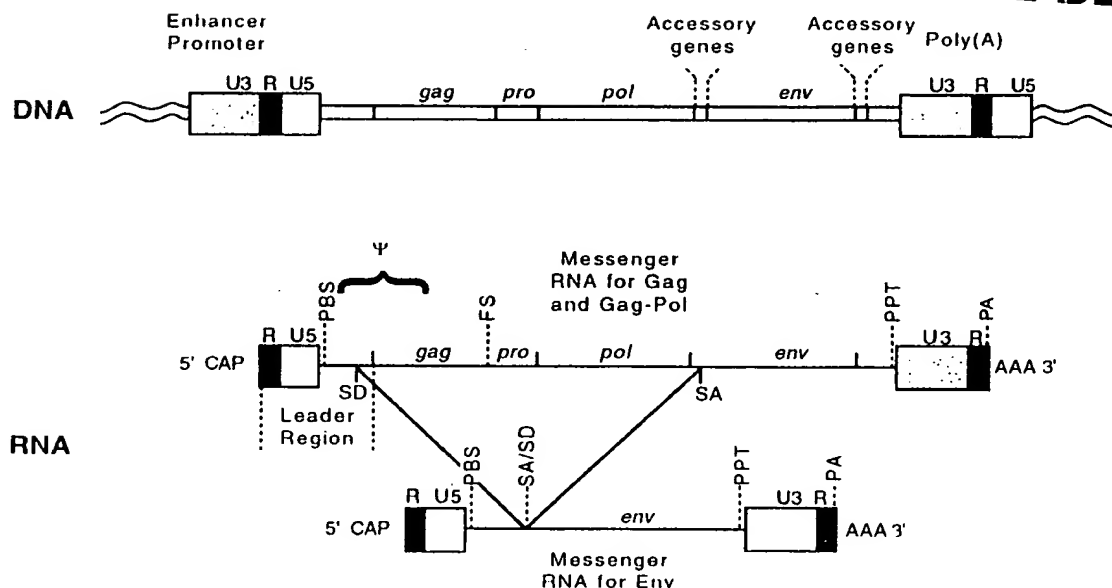 Enhancer
Promoter
Accessory
genes
Accessory
genes
Poly(A)
U3 R U5
U3 R U5
DNA
gag pro pol env
Ψ
Messenger
RNA for Gag
and Gag-Pol
PBS
FS
PPT
PA
R U5
gag pro pol env
U3 R
5' CAP
AAA 3'
SD
SA
Leader
Region
RNA
PBS
SA/SD
PPT
PA
R U5
env
U3 R
5' CAP
AAA 3'
Messenger
RNA for Env